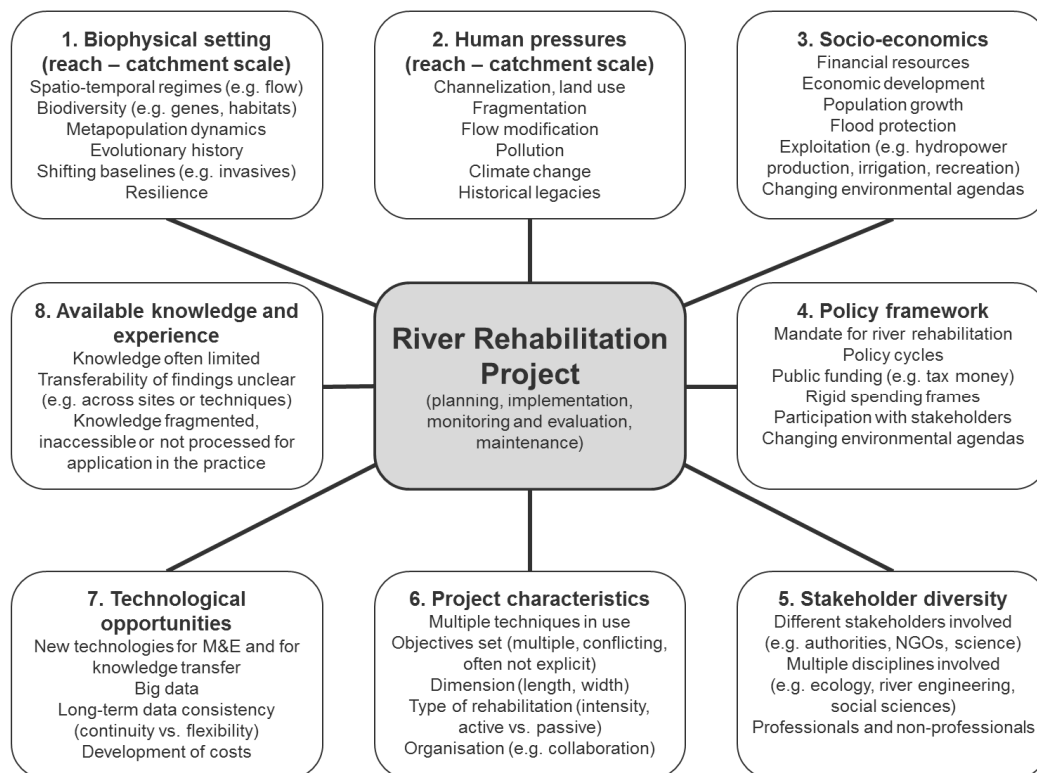 1. Biophysical setting
(reach – catchment scale)
Spatio-temporal regimes (e.g. flow)
Biodiversity (e.g. genes, habitats)
Metapopulation dynamics
Evolutionary history
Shifting baselines (e.g. invasives)
Resilience
2. Human pressures
(reach – catchment scale)
Channelization, land use
Fragmentation
Flow modification
Pollution
Climate change
Historical legacies
3. Socio-economics
Financial resources
Economic development
Population growth
Flood protection
Exploitation (e.g. hydropower
production, irrigation, recreation)
Changing environmental agendas
8. Available knowledge and
experience
Knowledge often limited
Transferability of findings unclear
(e.g. across sites or techniques)
Knowledge fragmented,
inaccessible or not processed for
application in the practice
River Rehabilitation
Project
(planning, implementation,
monitoring and evaluation,
maintenance)
4. Policy framework
Mandate for river rehabilitation
Policy cycles
Public funding (e.g. tax money)
Rigid spending frames
Participation with stakeholders
Changing environmental agendas
7. Technological
opportunities
New technologies for M&E and for
knowledge transfer
Big data
Long-term data consistency
(continuity vs. flexibility)
Development of costs
6. Project characteristics
Multiple techniques in use
Objectives set (multiple, conflicting,
often not explicit)
Dimension (length, width)
Type of rehabilitation (intensity,
active vs. passive)
Organisation (e.g. collaboration)
5. Stakeholder diversity
Different stakeholders involved
(e.g. authorities, NGOs, science)
Multiple disciplines involved
(e.g. ecology, river engineering,
social sciences)
Professionals and non-professionals